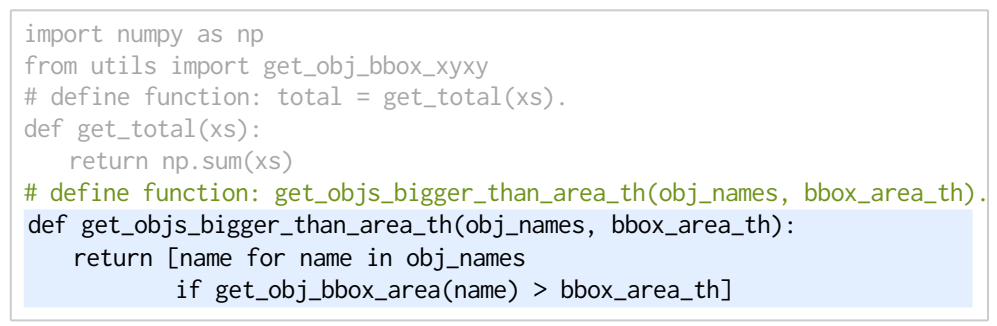 import numpy as np
from utils import get_obj_bbox_xyxy
# define function: total = get_total(xs).
def get_total(xs):
    return np.sum(xs)
# define function: get_objs_bigger_than_area_th(obj_names, bbox_area_th).
def get_objs_bigger_than_area_th(obj_names, bbox_area_th):
    return [name for name in obj_names
            if get_obj_bbox_area(name) > bbox_area_th]